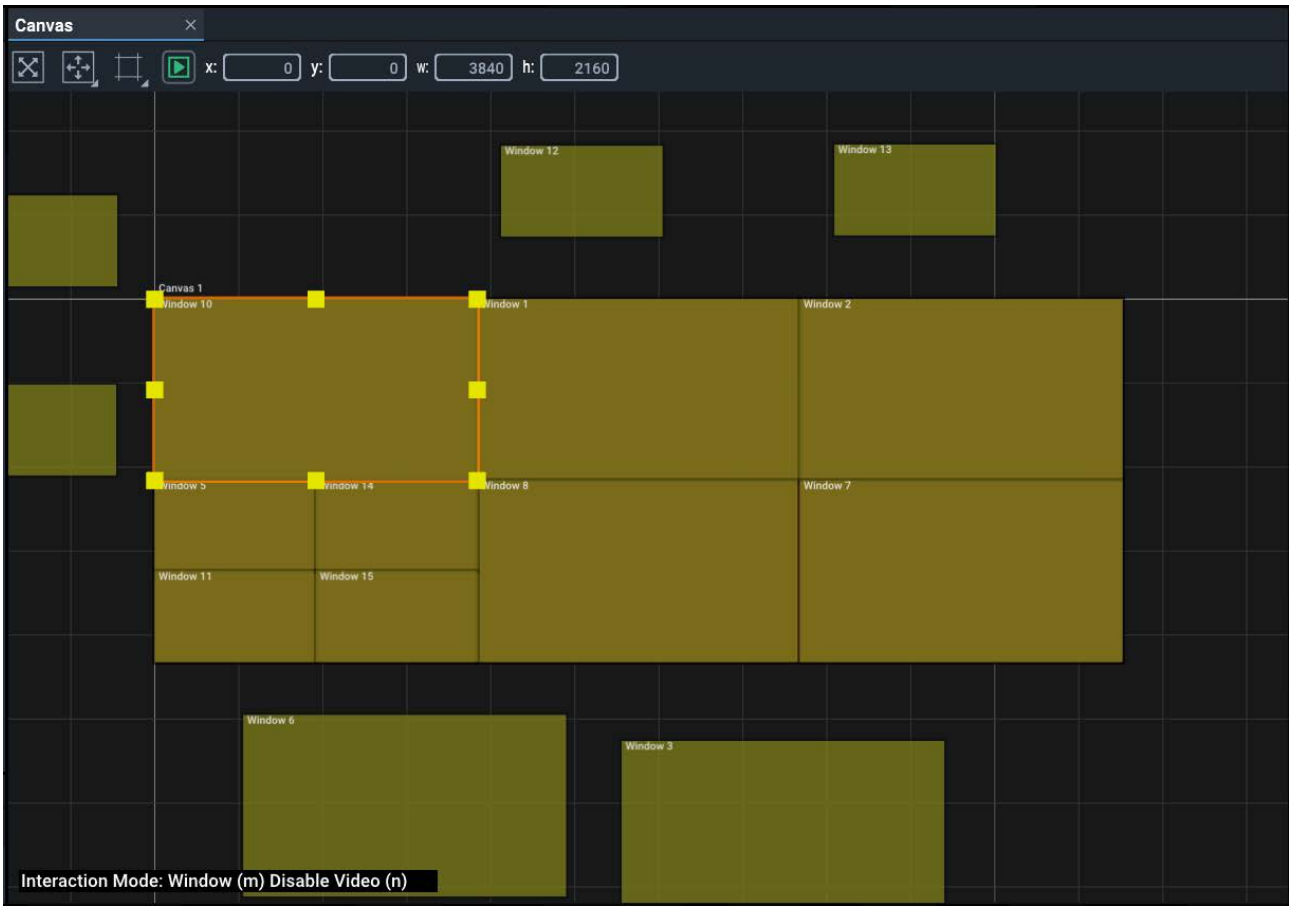 Canvas ×
x: 0 y: 0 w: 3840 h: 2160
Window 12
Window 13
Canvas 1
Window 10
Window 1
Window 2
Window 5
Window 14
Window 8
Window 7
Window 11
Window 15
Window 6
Window 3
Interaction Mode: Window (m) Disable Video (n)